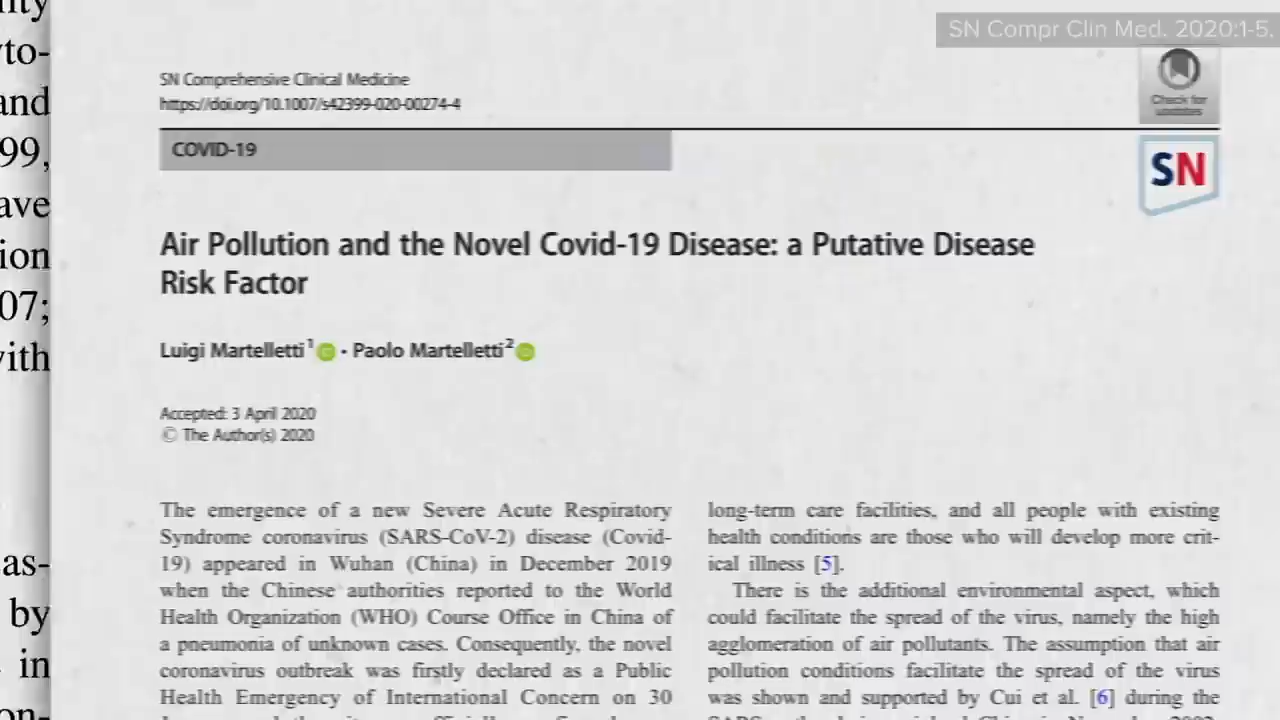 SN Compr Clin Med. 2020:1-5.
nity
yto-
and
99,
ave
ion
07;
with
as-
by
in
on-
SN Comprehensive Clinical Medicine
https://doi.org/10.1007/s42399-020-00274-4
Check for
updates
COVID-19
SN
Air Pollution and the Novel Covid-19 Disease: a Putative Disease
Risk Factor
Luigi Martelletti1 · Paolo Martelletti2
Accepted: 3 April 2020
© The Author(s) 2020
The emergence of a new Severe Acute Respiratory
Syndrome coronavirus (SARS-CoV-2) disease (Covid-
19) appeared in Wuhan (China) in December 2019
when the Chinese authorities reported to the World
Health Organization (WHO) Course Office in China of
a pneumonia of unknown cases. Consequently, the novel
coronavirus outbreak was firstly declared as a Public
Health Emergency of International Concern on 30
long-term care facilities, and all people with existing
health conditions are those who will develop more crit-
ical illness [5].
There is the additional environmental aspect, which
could facilitate the spread of the virus, namely the high
agglomeration of air pollutants. The assumption that air
pollution conditions facilitate the spread of the virus
was shown and supported by Cui et al. [6] during the